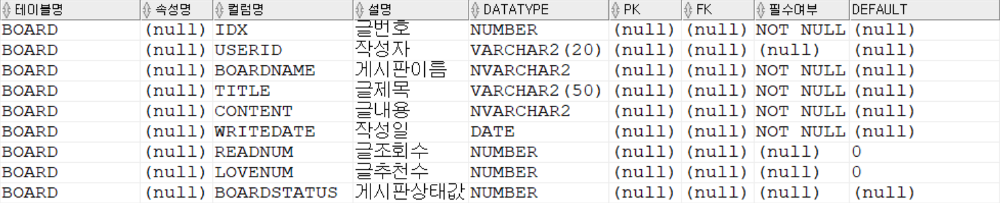 테이블명 속성명 컬럼명 설명 DATATYPE PK FK 필수여부 DEFAULT
BOARD (null) IDX 글번호 NUMBER (null) (null) NOT NULL (null)
BOARD (null) USERID 작성자 VARCHAR2(20) (null) (null) (null) (null)
BOARD (null) BOARDNAME 게시판이름 NVARCHAR2 (null) (null) NOT NULL (null)
BOARD (null) TITLE 글제목 VARCHAR2(50) (null) (null) NOT NULL (null)
BOARD (null) CONTENT 글내용 NVARCHAR2 (null) (null) NOT NULL (null)
BOARD (null) WRITEDATE 작성일 DATE (null) (null) NOT NULL (null)
BOARD (null) READNUM 글조회수 NUMBER (null) (null) (null) 0
BOARD (null) LOVENUM 글추천수 NUMBER (null) (null) (null) 0
BOARD (null) BOARDSTATUS 게시판상태값 NUMBER (null) (null) (null) (null)